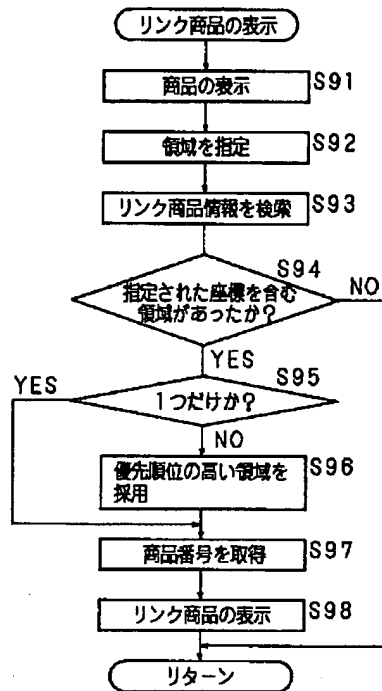 リンク商品の表示
商品の表示 S91
領域を指定 S92
リンク商品情報を検索 S93
S94
指定された座標を含む NO
領域があったか?
YES
YES S95
1つだけか?
NO
優先順位の高い領域を S96
採用
商品番号を取得 S97
リンク商品の表示 S98
リターン